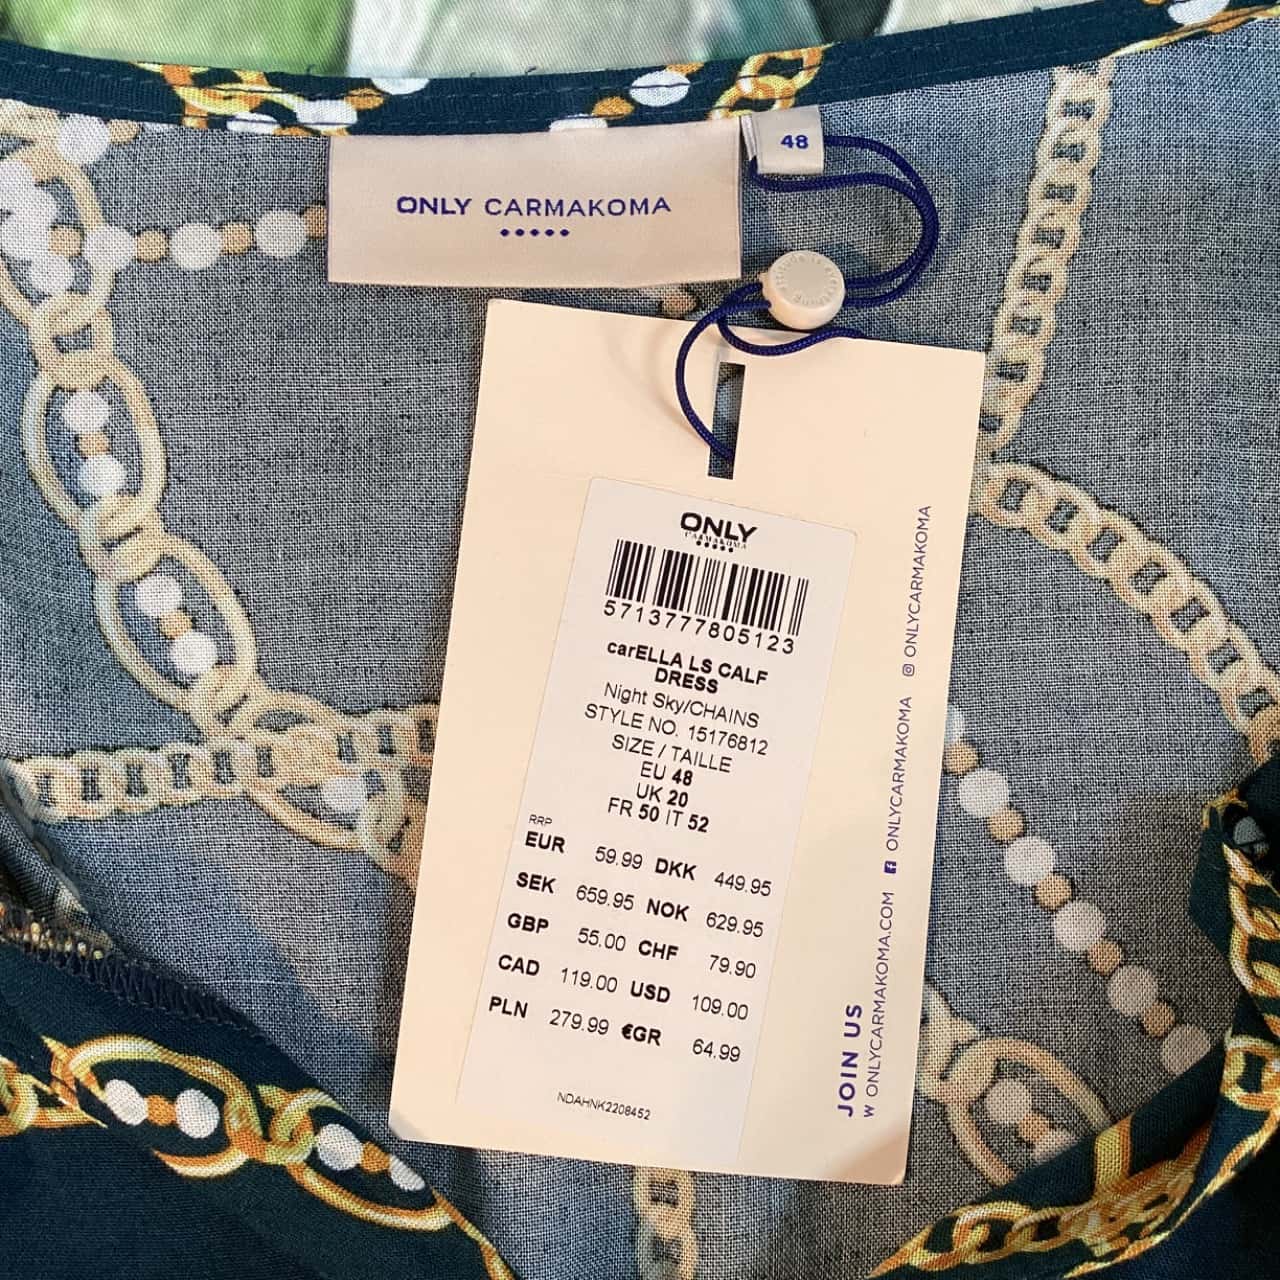 48
ONLY CARMAKOMA
ONLY
CARMAKOMA
5713777805123
carELLA LS CALF
DRESS
Night Sky/CHAINS
STYLE NO. 15176812
SIZE / TAILLE
EU 48
UK 20
FR 50 IT 52
RRP
EUR 59.99 DKK 449.95
SEK 659.95 NOK 629.95
GBP 55.00 CHF 79.90
CAD 119.00 USD 109.00
PLN 279.99 €GR 64.99
NDAHNK2208452
JOIN US
W ONLYCARMAKOMA.COM f ONLYCARMAKOMA ONLYCARMAKOMA